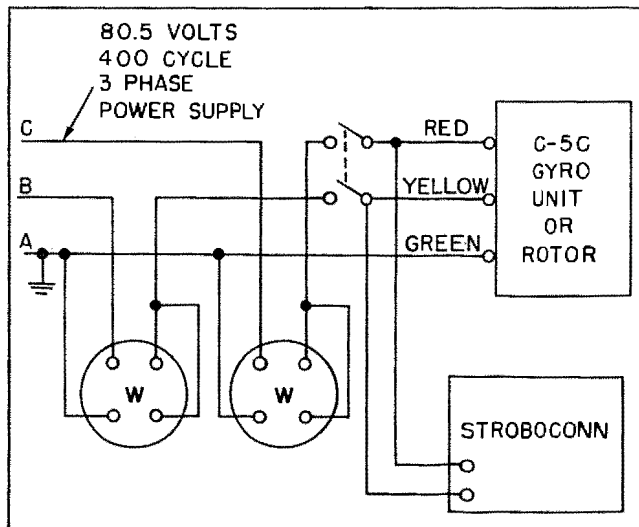 80.5 VOLTS
400 CYCLE
3 PHASE
POWER SUPPLY
C
B
A
RED
YELLOW
GREEN
C-5C
GYRO
UNIT
OR
ROTOR
W
W
STROBOCONN